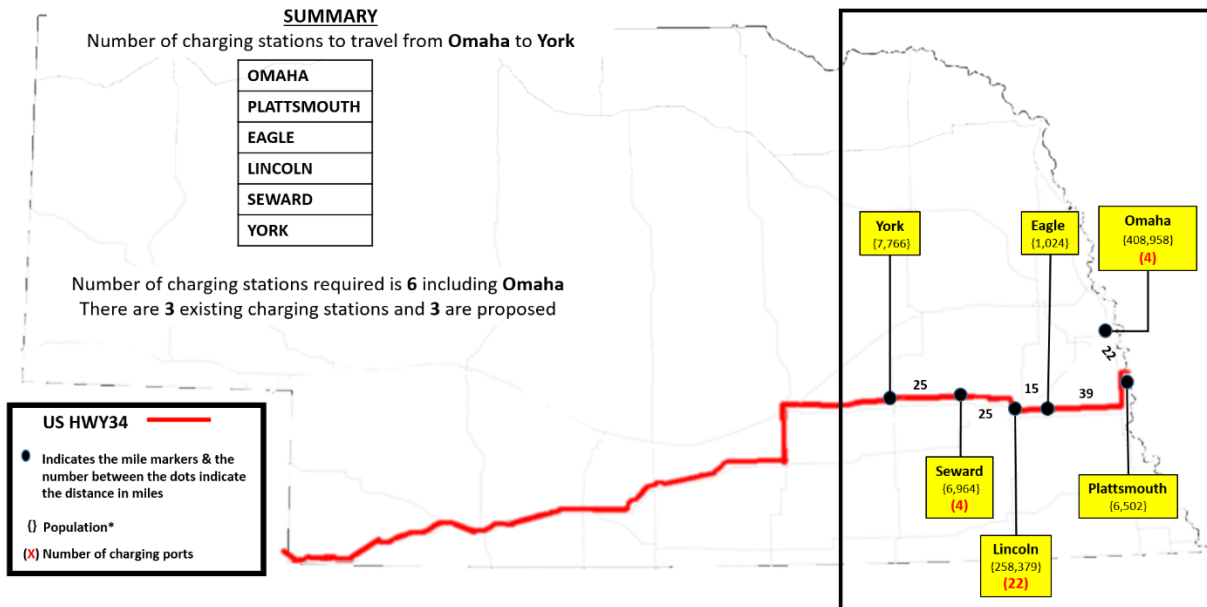 SUMMARY
Number of charging stations to travel from Omaha to York
OMAHA
PLATTSMOUTH
EAGLE
LINCOLN
SEWARD
YORK
Number of charging stations required is 6 including Omaha
There are 3 existing charging stations and 3 are proposed
US HWY34
Indicates the mile markers & the
number between the dots indicate
the distance in miles
{} Population*
(X) Number of charging ports
York
{7,766}
Eagle
{1,024}
Omaha
{408,958}
(4)
22
25
15
39
25
Seward
{6,964}
(4)
Plattsmouth
{6,502}
Lincoln
{258,379}
(22)